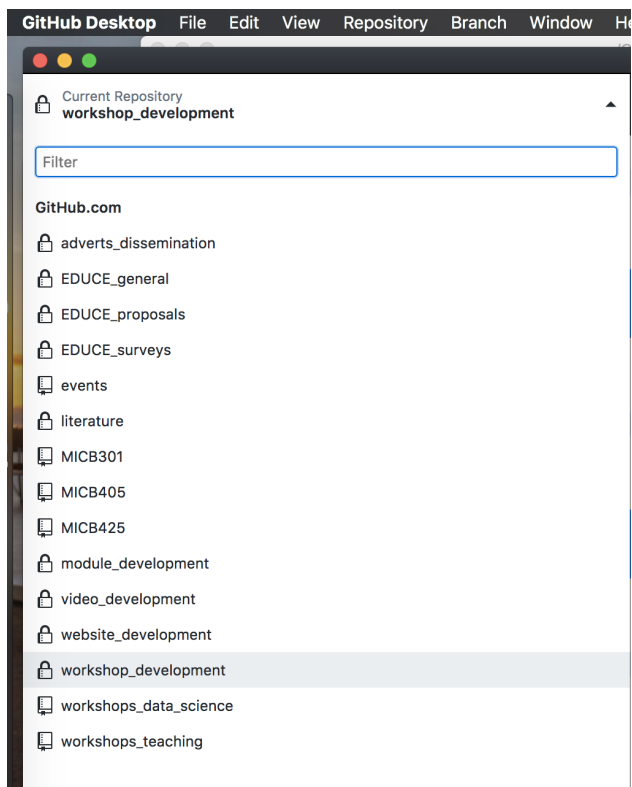 GitHub Desktop File Edit View Repository Branch Window
Current Repository
workshop_development
Filter
GitHub.com
adverts_dissemination
EDUCE_general
EDUCE_proposals
EDUCE_surveys
events
literature
MICB301
MICB405
MICB425
module_development
video_development
website_development
workshop_development
workshops_data_science
workshops_teaching